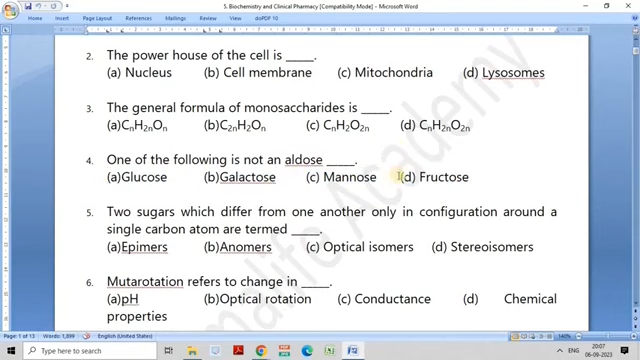 5. Biochemistry and Clinical Pharmacy [Compatibility Mode] - Microsoft Word
Home Insert Page Layout References Mailings Review View doPDF 10
2. The power house of the cell is _____.
(a) Nucleus (b) Cell membrane (c) Mitochondria (d) Lysosomes
3. The general formula of monosaccharides is _____.
(a)CnH2nOn (b)C2nH2On (c) CnH2O2n (d) CnH2nO2n
4. One of the following is not an aldose _____.
(a)Glucose (b)Galactose (c) Mannose (d) Fructose
5. Two sugars which differ from one another only in configuration around a
single carbon atom are termed _____.
(a)Epimers (b)Anomers (c) Optical isomers (d) Stereoisomers
6. Mutarotation refers to change in _____.
(a)pH (b)Optical rotation (c) Conductance (d) Chemical
properties
Page: 1 of 13 Words: 1,899 English (United States) 140%
Type here to search ENG 20:07
06-09-2023